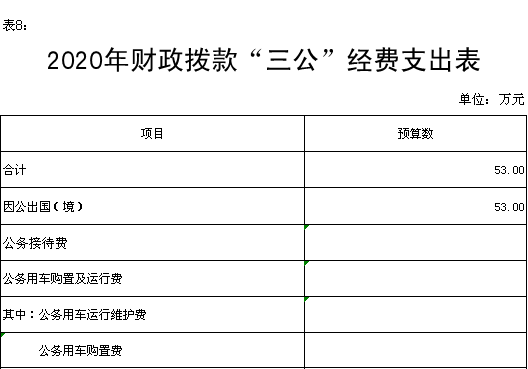 表8：
2020年财政拨款“三公”经费支出表
单位：万元
项目 预算数
合计 53.00
因公出国（境） 53.00
公务接待费
公务用车购置及运行费
其中：公务用车运行维护费
公务用车购置费